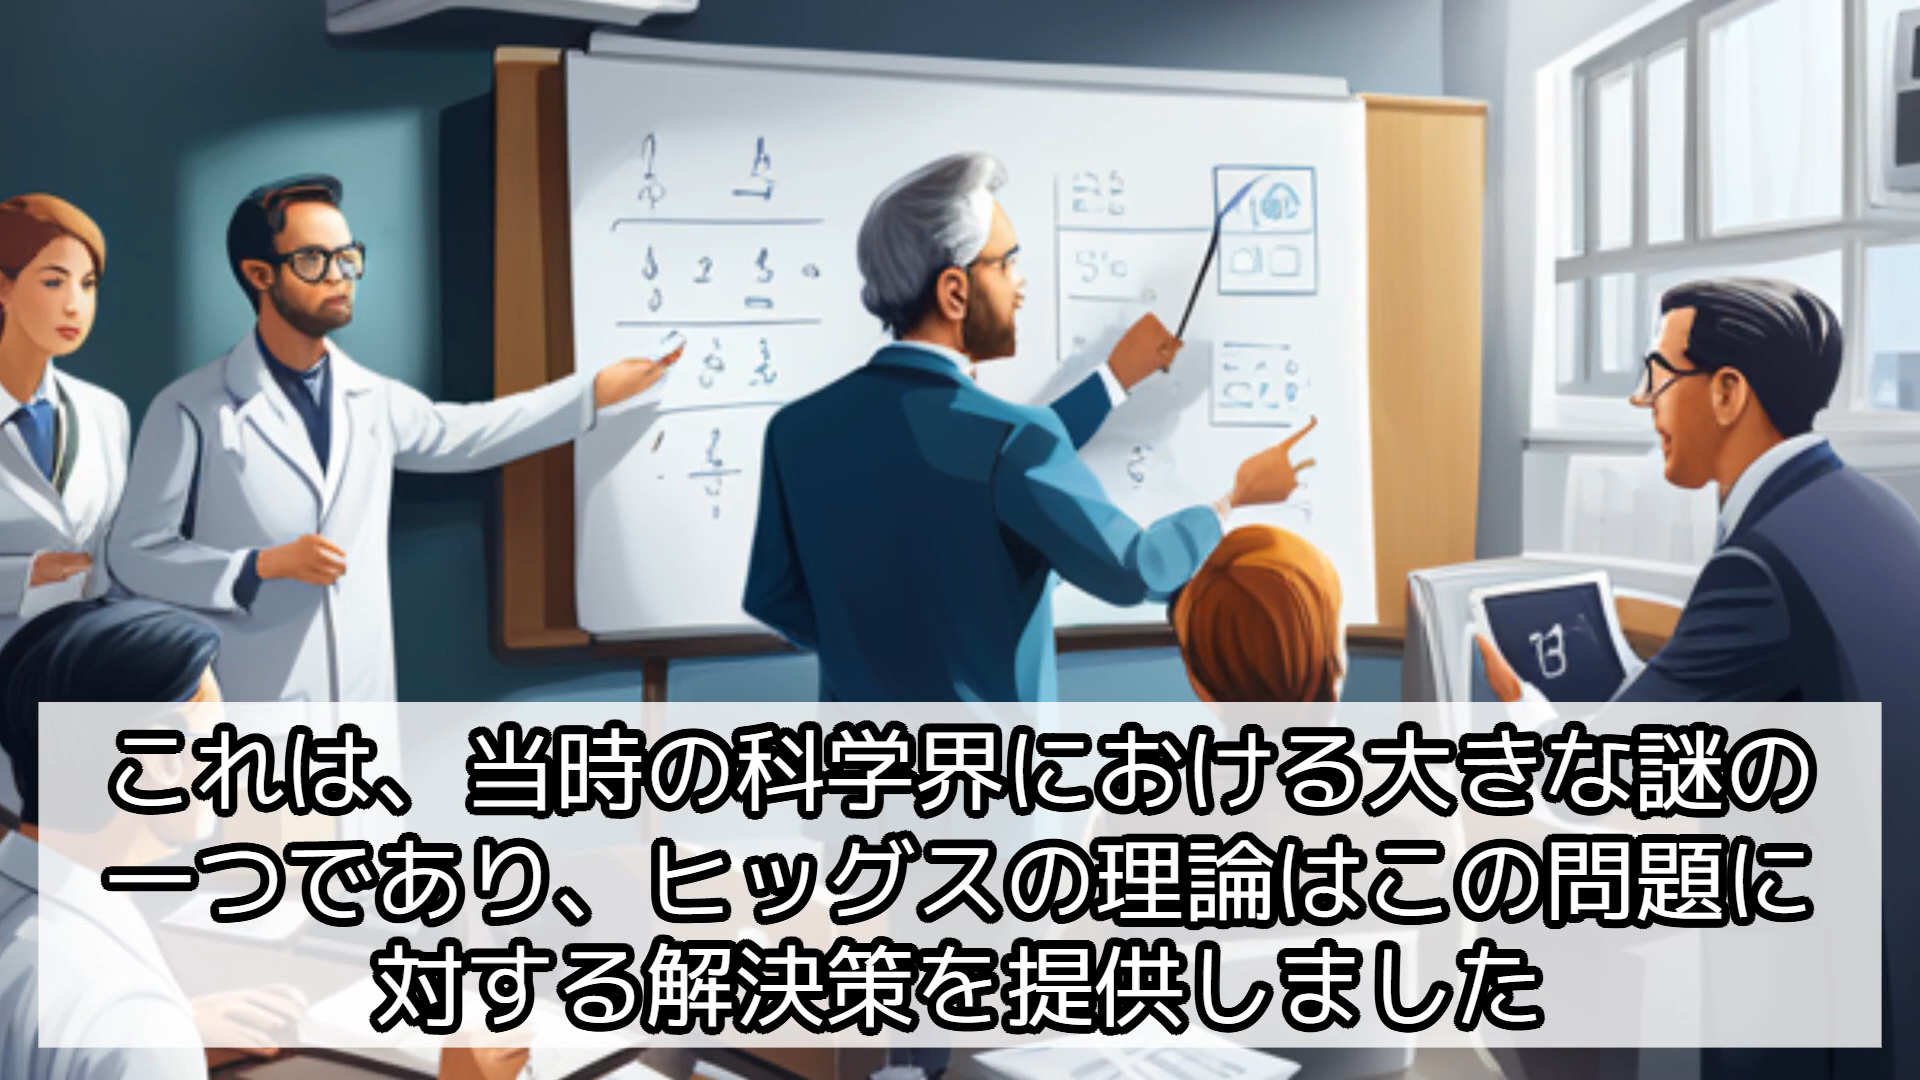 これは、当時の科学界における大きな謎の
一つであり、ヒッグスの理論はこの問題に
対する解決策を提供しました